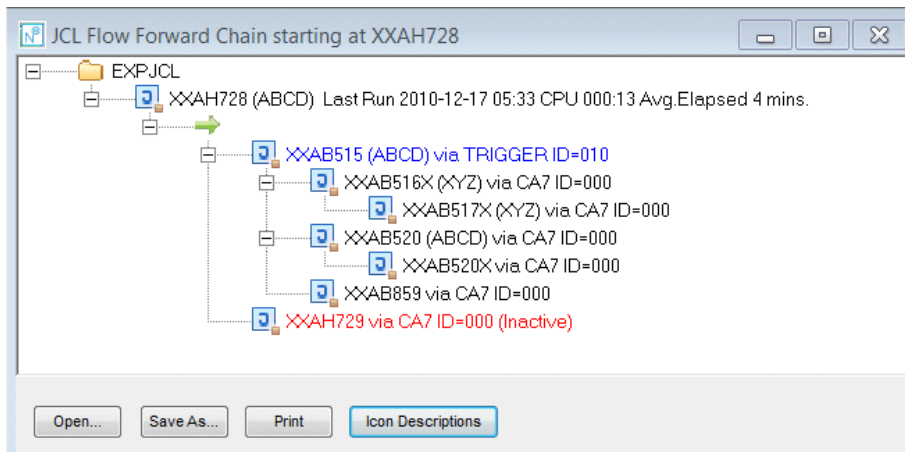 JCL Flow Forward Chain starting at XXAH728
EXPJCL
XXAH728 (ABCD) Last Run 2010-12-17 05:33 CPU 000:13 Avg.Elapsed 4 mins.
XXAB515 (ABCD) via TRIGGER ID=010
XXAB516X (XYZ) via CA7 ID=000
XXAB517X (XYZ) via CA7 ID=000
XXAB520 (ABCD) via CA7 ID=000
XXAB520X via CA7 ID=000
XXAB859 via CA7 ID=000
XXAH729 via CA7 ID=000 (Inactive)
Open... Save As... Print Icon Descriptions